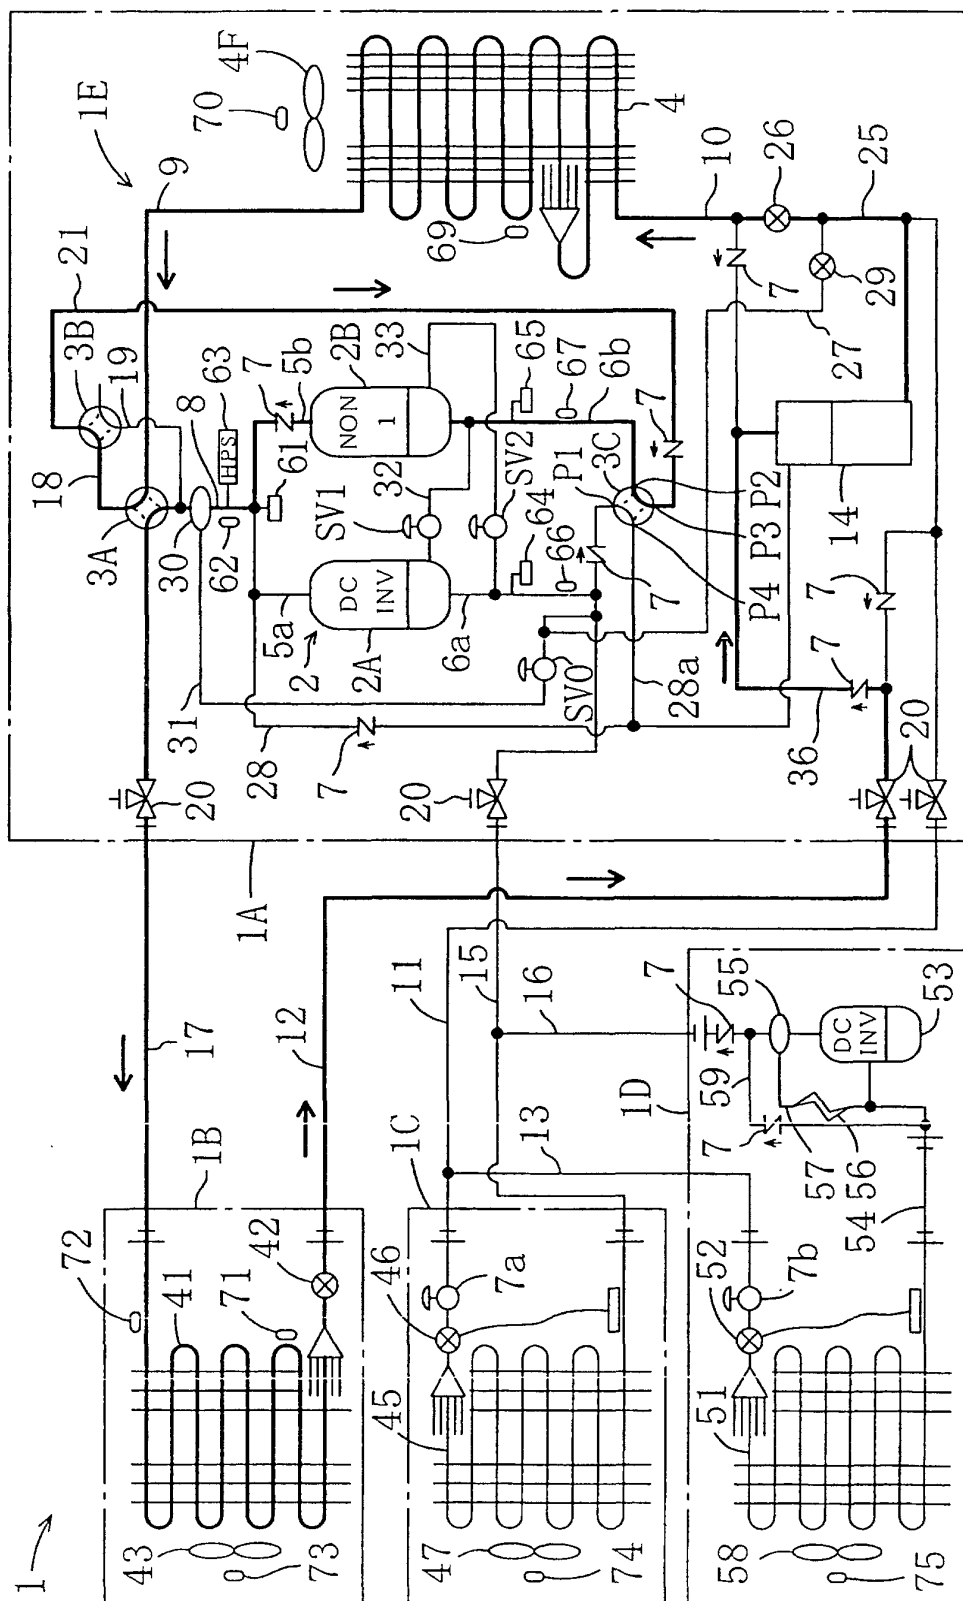 1
1E
1A
1B
1C
1D
9
70
4F
4
69
10
26
25
7
29
27
21
3B
19
18
3A
30
8
63
HPS
62
61
7
5b
2B
NON
1
33
65
67
6b
SV1
32
SV2
64
66
P1
3C
7
P2
P3
P4
14
7
31
5a
DC
INV
2
2A
6a
SV0
7
28
7
28a
36
7
20
20
20
17
12
11
15
16
13
7
55
53
DC
INV
59
7
57
56
54
72
41
71
42
43
73
46
7a
45
47
74
52
7b
51
58
75